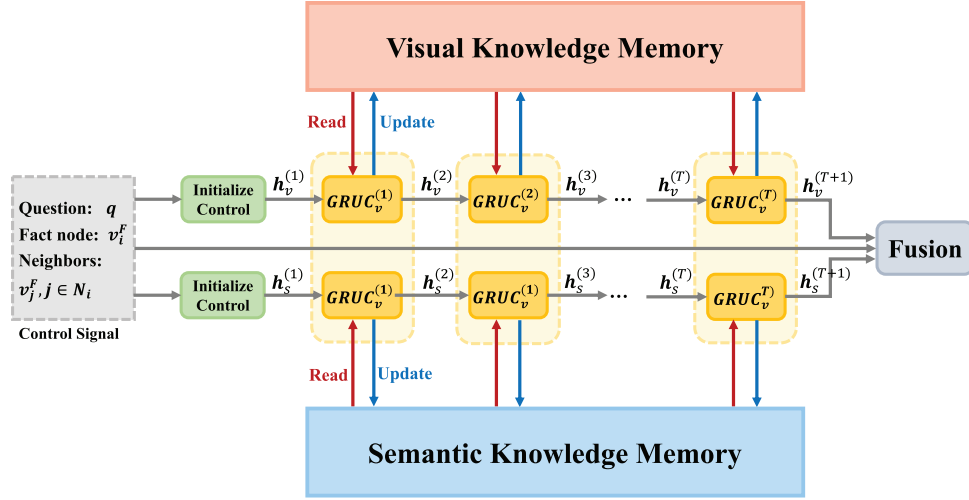 Visual Knowledge Memory
Read
Update
Question: q
Fact node: v_i^F
Neighbors:
v_j^F, j ∈ N_i
Control Signal
Initialize
Control
h_v^(1)
GRUC_v^(1)
h_v^(2)
GRUC_v^(2)
h_v^(3)
...
h_v^(T)
GRUC_v^(T)
h_v^(T+1)
Fusion
Initialize
Control
h_s^(1)
GRUC_v^(1)
h_s^(2)
GRUC_v^(1)
h_s^(3)
...
h_s^(T)
GRUC_v^T)
h_s^(T+1)
Read
Update
Semantic Knowledge Memory